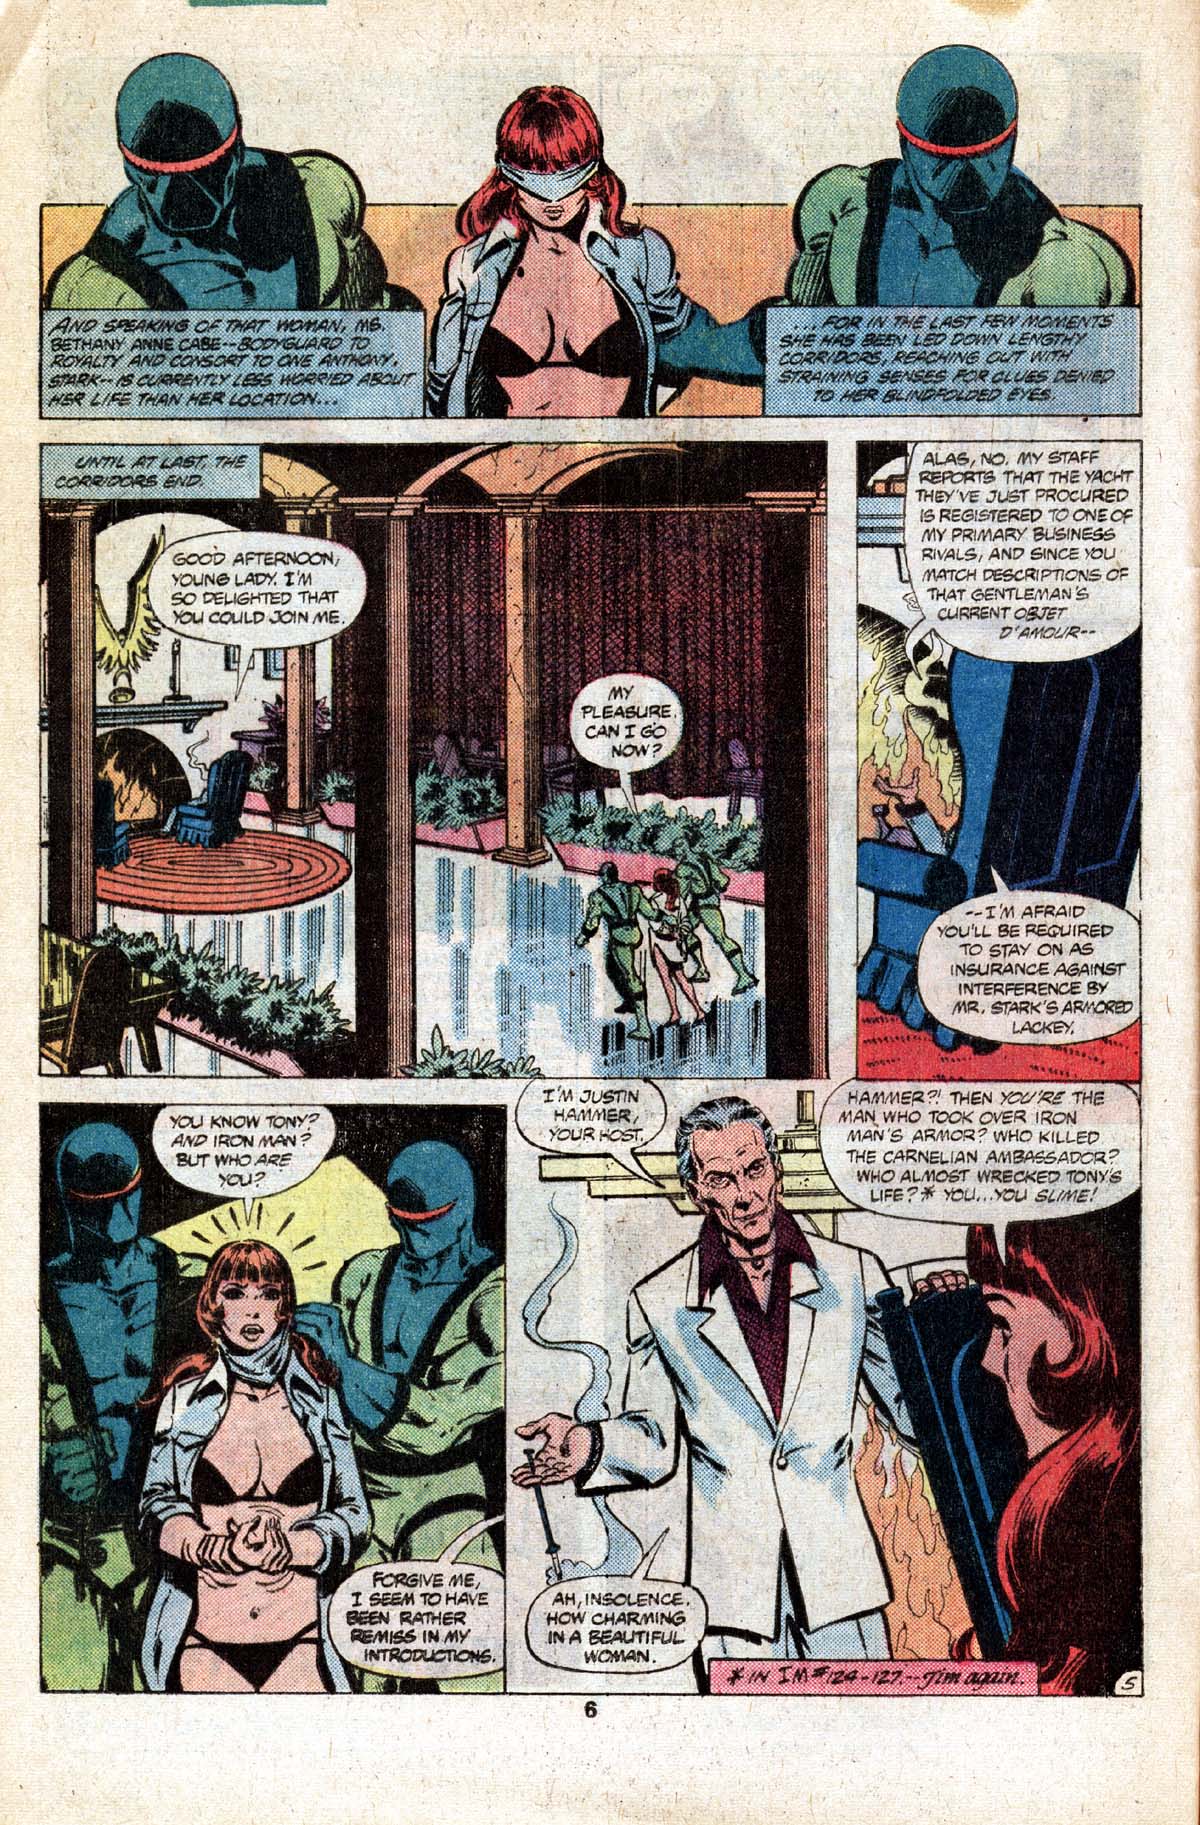 AND SPEAKING OF THAT WOMAN, MS.
BETHANY ANNE CABE--BODYGUARD TO
ROYALTY AND CONSORT TO ONE ANTHONY
STARK--IS CURRENTLY LESS WORRIED ABOUT
HER LIFE THAN HER LOCATION...
...FOR IN THE LAST FEW MOMENTS
SHE HAS BEEN LED DOWN LENGTHY
CORRIDORS, REACHING OUT WITH
STRAINING SENSES FOR CLUES DENIED
TO HER BLINDFOLDED EYES.
UNTIL AT LAST, THE
CORRIDORS END.
GOOD AFTERNOON,
YOUNG LADY. I'M
SO DELIGHTED THAT
YOU COULD JOIN ME.
MY
PLEASURE.
CAN I GO
NOW?
ALAS, NO. MY STAFF
REPORTS THAT THE YACHT
THEY'VE JUST PROCURED
IS REGISTERED TO ONE OF
MY PRIMARY BUSINESS
RIVALS, AND SINCE YOU
MATCH DESCRIPTIONS OF
THAT GENTLEMAN'S
CURRENT OBJET
D'AMOUR--
--I'M AFRAID
YOU'LL BE REQUIRED
TO STAY ON AS
INSURANCE AGAINST
INTERFERENCE BY
MR. STARK'S ARMORED
LACKEY.
YOU KNOW TONY?
AND IRON MAN?
BUT WHO ARE
YOU?
FORGIVE ME,
I SEEM TO HAVE
BEEN RATHER
REMISS IN MY
INTRODUCTIONS.
I'M JUSTIN
HAMMER,
YOUR HOST.
HAMMER?! THEN YOU'RE THE
MAN WHO TOOK OVER IRON
MAN'S ARMOR? WHO KILLED
THE CARNELIAN AMBASSADOR?
WHO ALMOST WRECKED TONY'S
LIFE?* YOU...YOU SLIME!
AH, INSOLENCE.
HOW CHARMING
IN A BEAUTIFUL
WOMAN.
* IN IM #124-127.--Jim again.
5
6